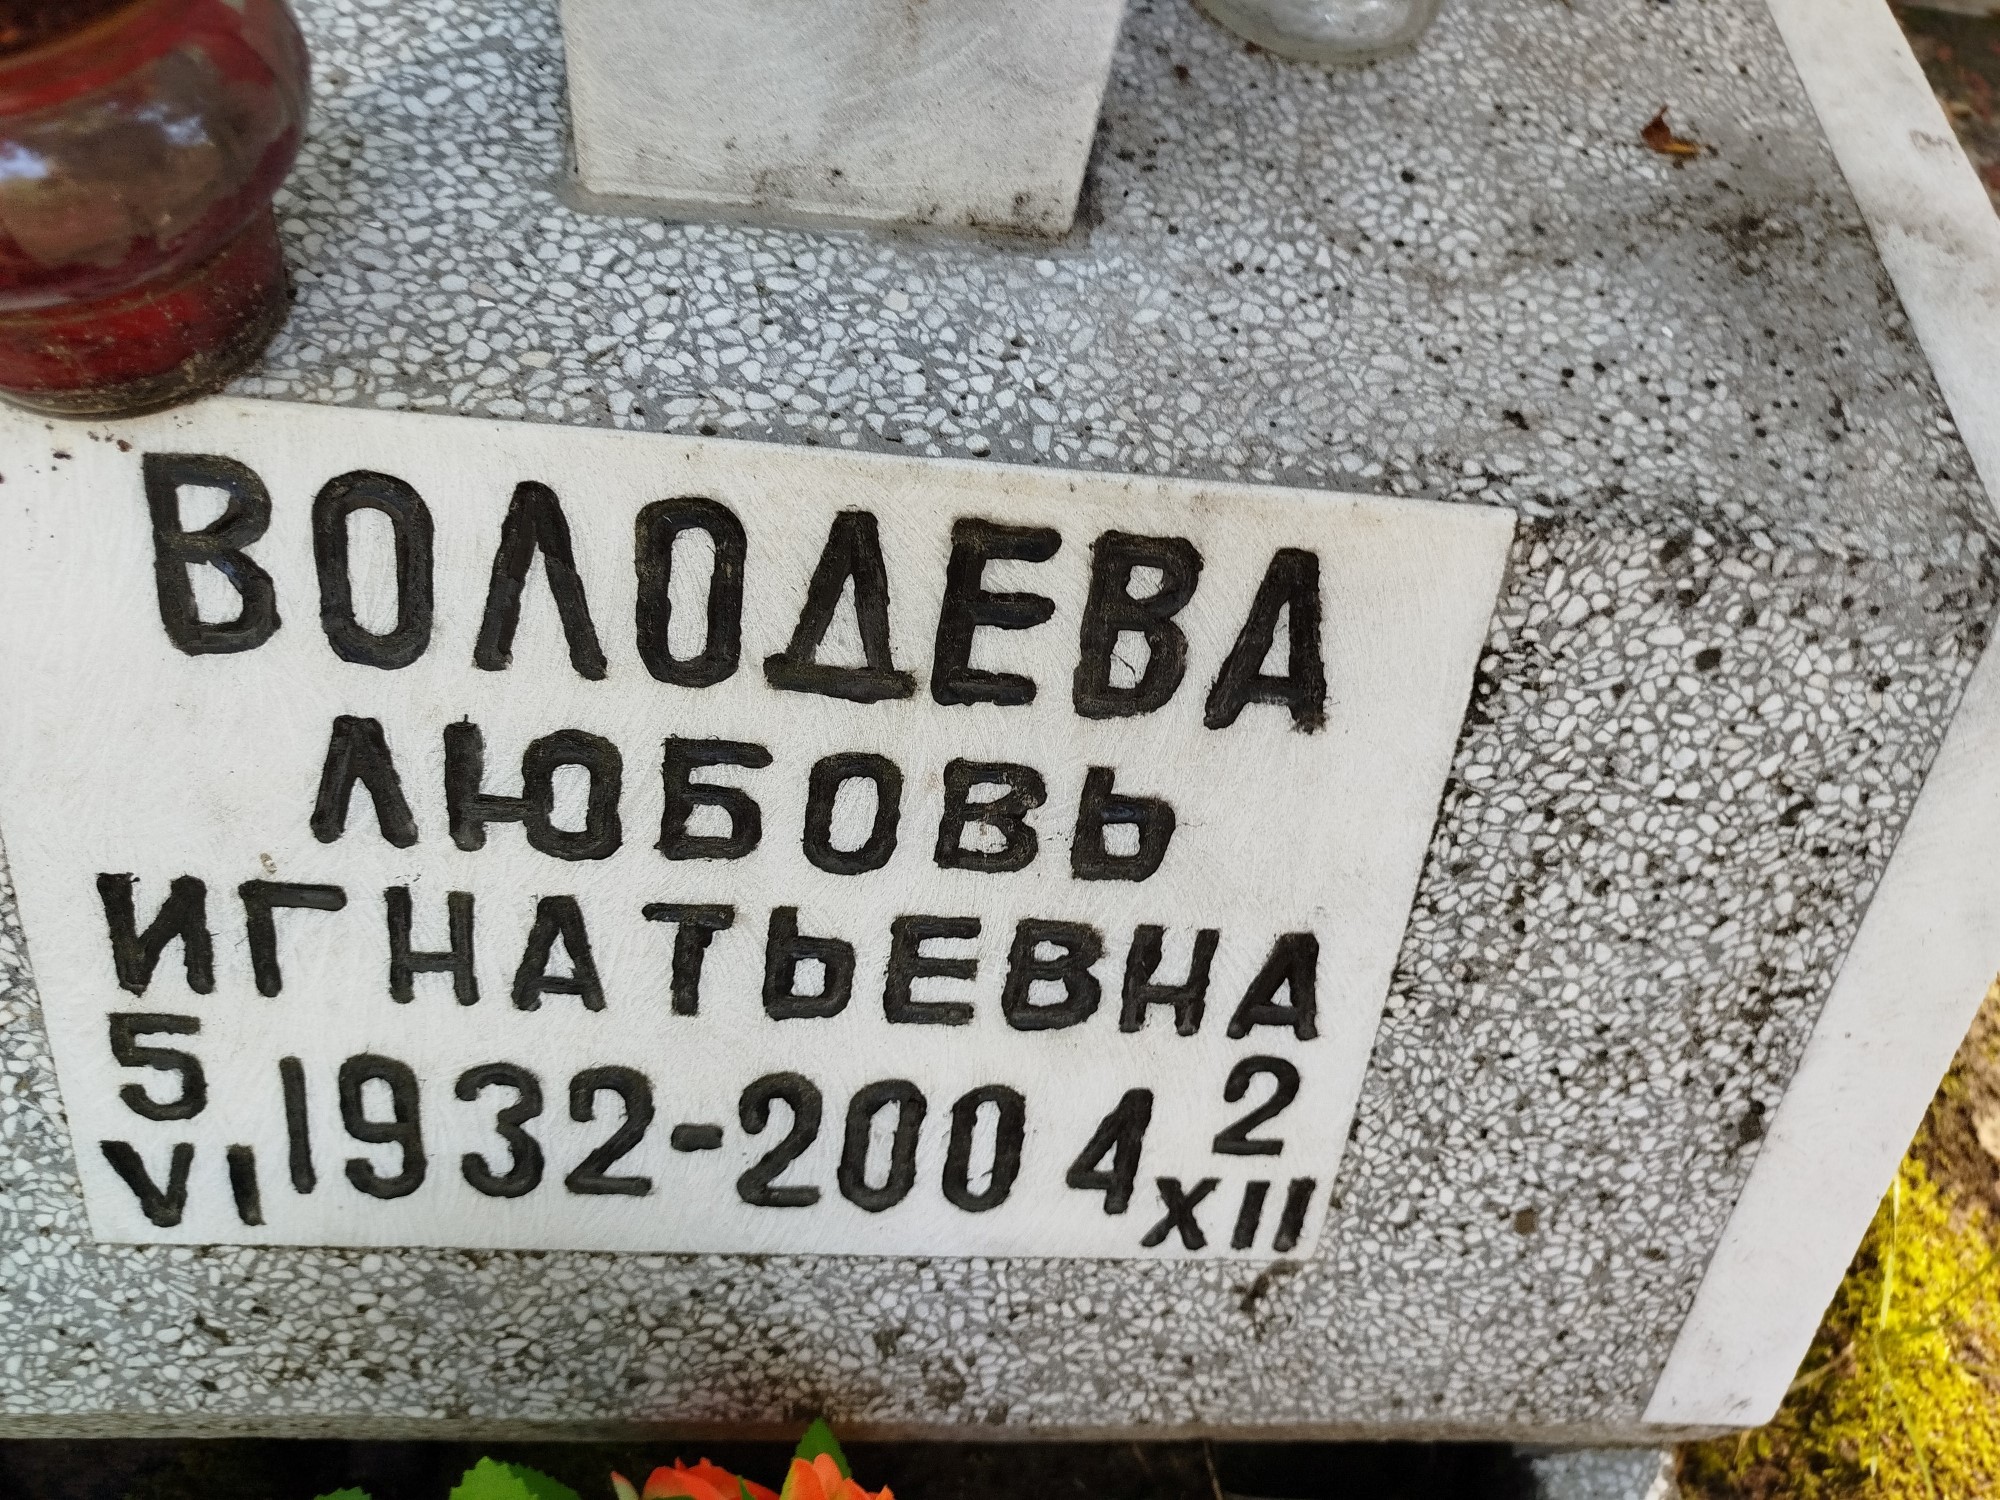 ВОЛОДЕВА
ЛЮБОВЬ
ИГНАТЬЕВНА
5 VI 1932-2004 2 XII